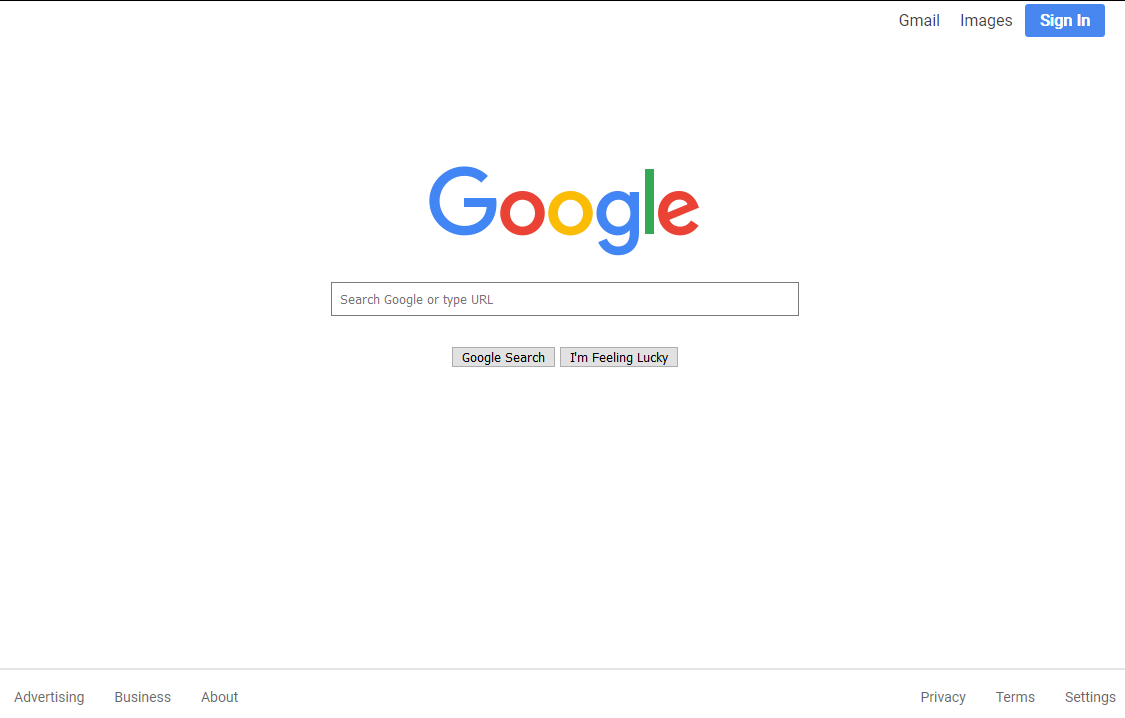 Gmail Images Sign In
Google
Search Google or type URL
Google Search I'm Feeling Lucky
Advertising Business About Privacy Terms Settings